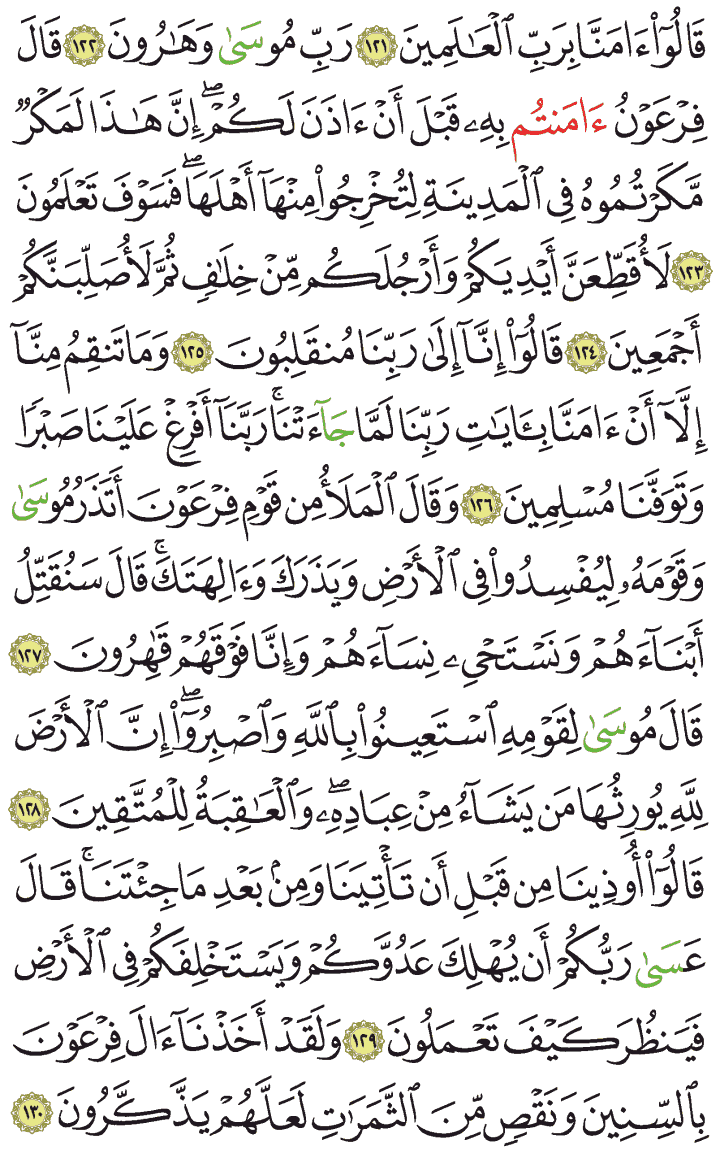 قَالُوٓاْ ءَامَنَّا بِرَبِّ ٱلۡعَٰلَمِينَ ١٢١ رَبِّ مُوسَىٰ وَهَٰرُونَ ١٢٢ قَالَ
فِرۡعَوۡنُ ءَا۬مَنتُم بِهِۦ قَبۡلَ أَنۡ ءَاذَنَ لَكُمۡۖ إِنَّ هَٰذَا لَمَكۡرٞ
مَّكَرۡتُمُوهُ فِي ٱلۡمَدِينَةِ لِتُخۡرِجُواْ مِنۡهَآ أَهۡلَهَاۖ فَسَوۡفَ تَعۡلَمُونَ
١٢٣ لَأُقَطِّعَنَّ أَيۡدِيَكُمۡ وَأَرۡجُلَكُم مِّنۡ خِلَٰفٖ ثُمَّ لَأُصَلِّبَنَّكُمۡ
أَجۡمَعِينَ ١٢٤ قَالُوٓاْ إِنَّآ إِلَىٰ رَبِّنَا مُنقَلِبُونَ ١٢٥ وَمَا تَنقِمُ مِنَّآ
إِلَّآ أَنۡ ءَامَنَّا بِـَٔايَٰتِ رَبِّنَا لَمَّا جَآءَتۡنَاۚ رَبَّنَآ أَفۡرِغۡ عَلَيۡنَا صَبۡرٗا
وَتَوَفَّنَا مُسۡلِمِينَ ١٢٦ وَقَالَ ٱلۡمَلَأُ مِن قَوۡمِ فِرۡعَوۡنَ أَتَذَرُ مُوسَىٰ
وَقَوۡمَهُۥ لِيُفۡسِدُواْ فِي ٱلۡأَرۡضِ وَيَذَرَكَ وَءَالِهَتَكَۚ قَالَ سَنُقَتِّلُ
أَبۡنَآءَهُمۡ وَنَسۡتَحۡيِۦ نِسَآءَهُمۡ وَإِنَّا فَوۡقَهُمۡ قَٰهِرُونَ ١٢٧
قَالَ مُوسَىٰ لِقَوۡمِهِ ٱسۡتَعِينُواْ بِٱللَّهِ وَٱصۡبِرُوٓاْۖ إِنَّ ٱلۡأَرۡضَ
لِلَّهِ يُورِثُهَا مَن يَشَآءُ مِنۡ عِبَادِهِۦۖ وَٱلۡعَٰقِبَةُ لِلۡمُتَّقِينَ ١٢٨
قَالُوٓاْ أُوذِينَا مِن قَبۡلِ أَن تَأۡتِيَنَا وَمِنۢ بَعۡدِ مَا جِئۡتَنَاۚ قَالَ
عَسَىٰ رَبُّكُمۡ أَن يُهۡلِكَ عَدُوَّكُمۡ وَيَسۡتَخۡلِفَكُمۡ فِي ٱلۡأَرۡضِ
فَيَنظُرَ كَيۡفَ تَعۡمَلُونَ ١٢٩ وَلَقَدۡ أَخَذۡنَآ ءَالَ فِرۡعَوۡنَ
بِٱلسِّنِينَ وَنَقۡصٖ مِّنَ ٱلثَّمَرَٰتِ لَعَلَّهُمۡ يَذَّكَّرُونَ ١٣٠